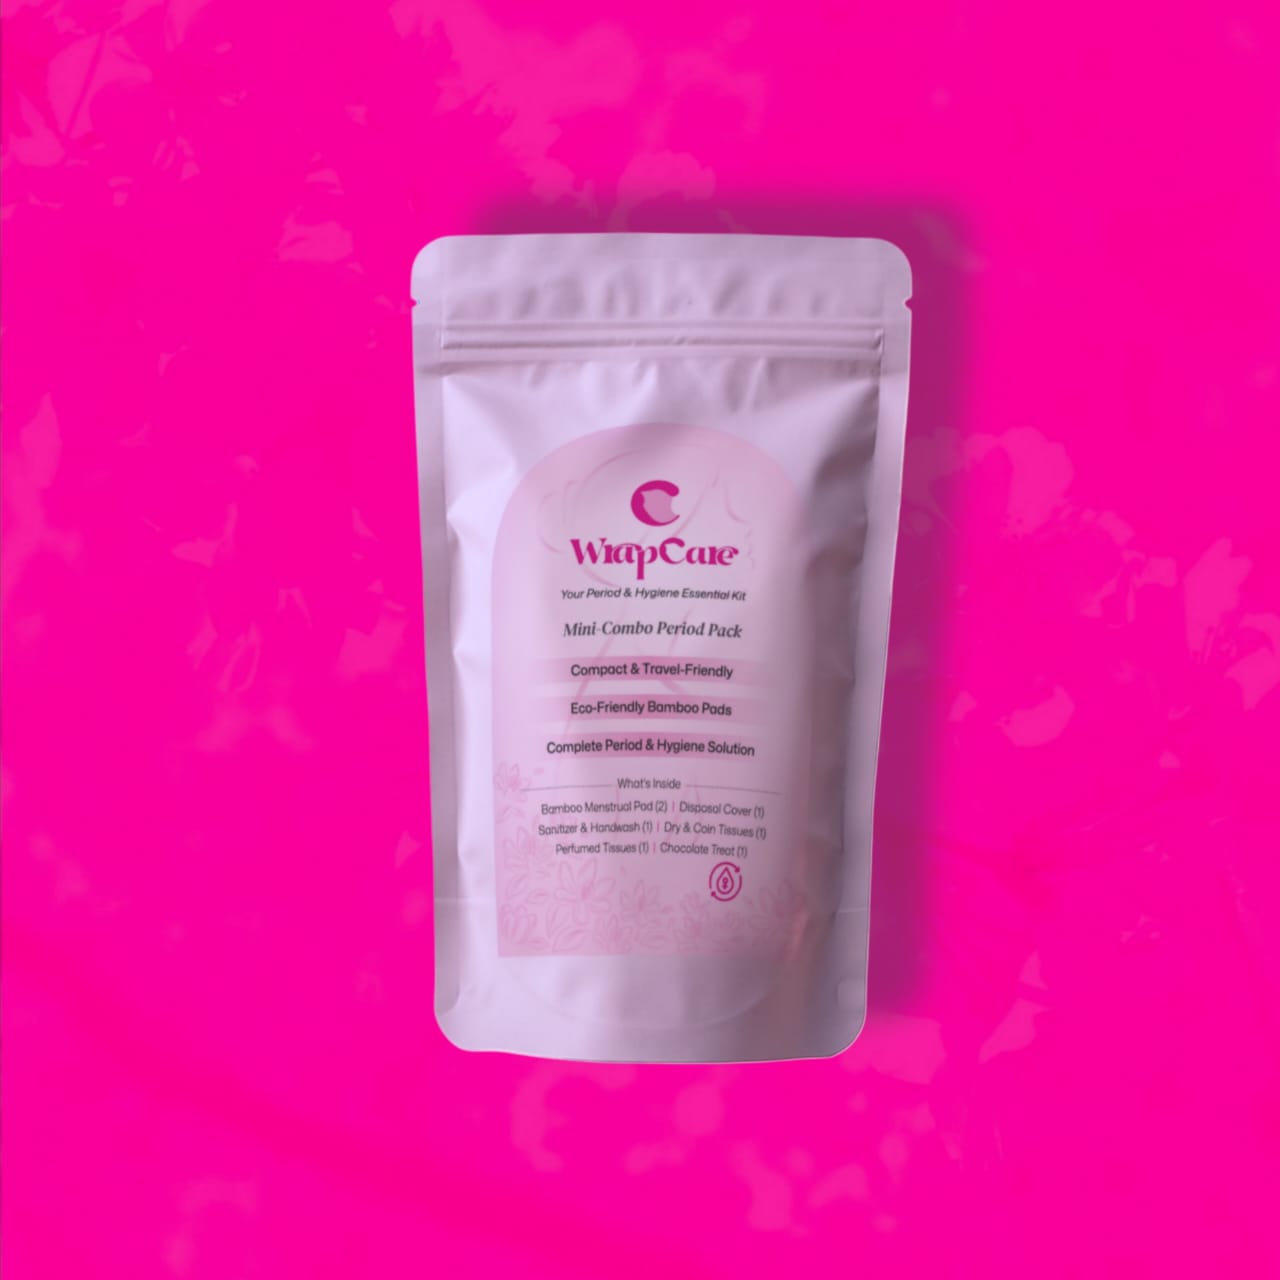 WrapCare
Your Period & Hygiene Essential Kit
Mini-Combo Period Pack
Compact & Travel-Friendly
Eco-Friendly Bamboo Pads
Complete Period & Hygiene Solution
What's Inside
Bamboo Menstrual Pad (2) | Disposal Cover (1)
Sanitizer & Handwash (1) | Dry & Coin Tissues (1)
Perfumed Tissues (1) | Chocolate Treat (1)